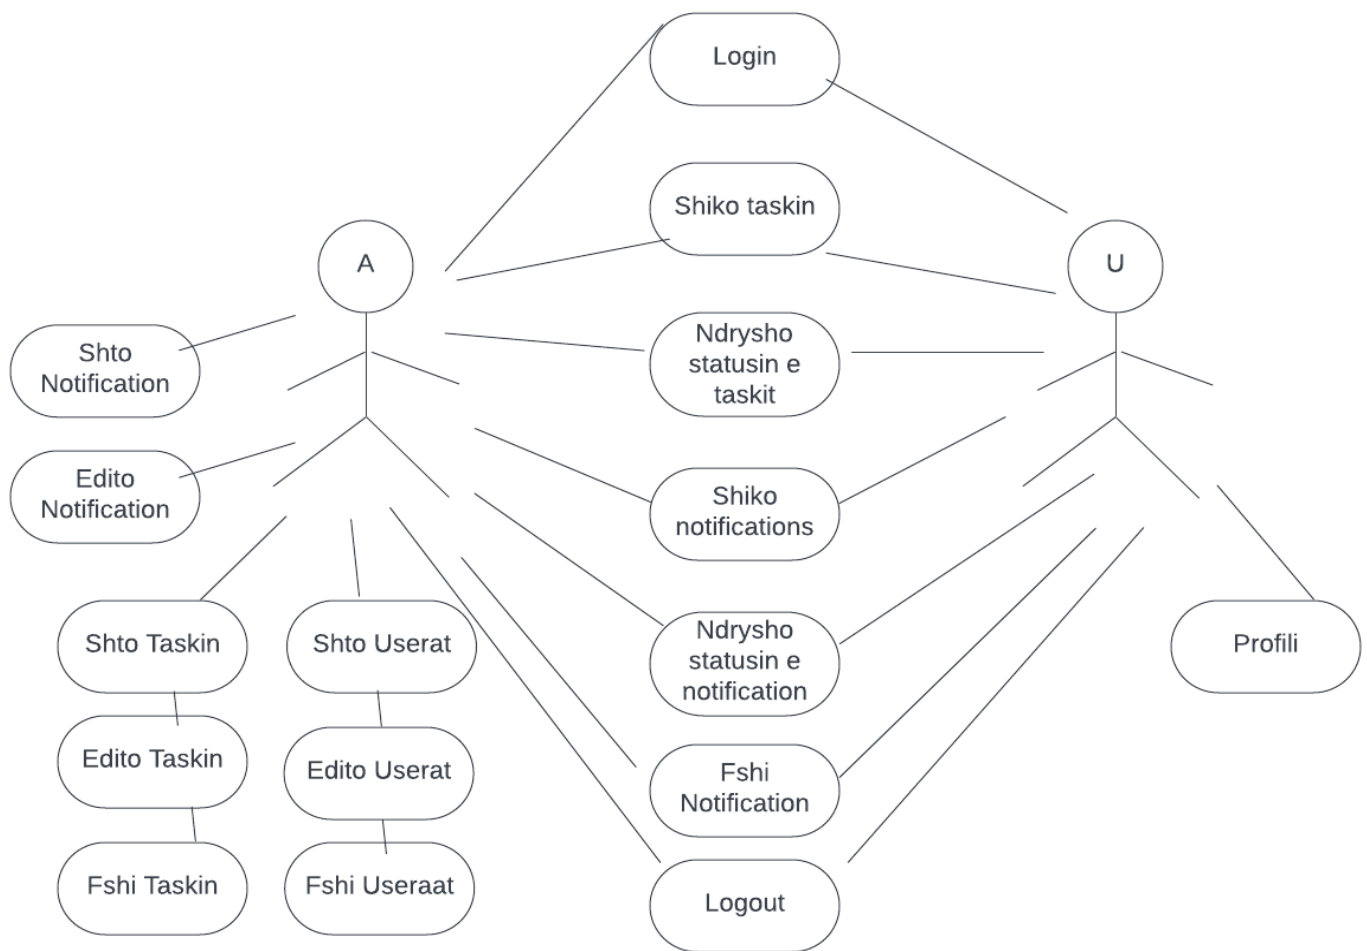 Login
Shiko taskin
A
U
Shto
Notification
Ndrysho
statusin e
taskit
Edito
Notification
Shiko
notifications
Shto Taskin
Shto Userat
Ndrysho
statusin e
notification
Profili
Edito Taskin
Edito Userat
Fshi
Notification
Fshi Taskin
Fshi Useraat
Logout